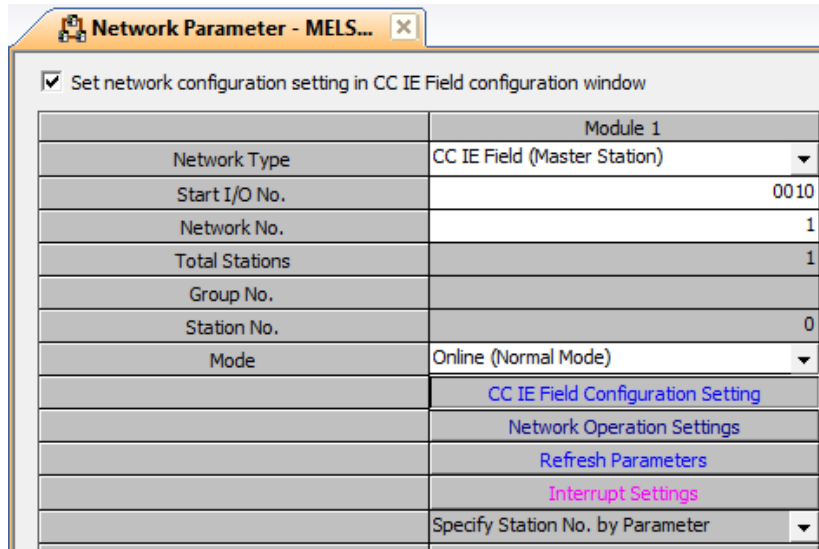 Network Parameter - MELS...
Set network configuration setting in CC IE Field configuration window
Module 1
Network Type CC IE Field (Master Station)
Start I/O No. 0010
Network No. 1
Total Stations 1
Group No.
Station No. 0
Mode Online (Normal Mode)
CC IE Field Configuration Setting
Network Operation Settings
Refresh Parameters
Interrupt Settings
Specify Station No. by Parameter